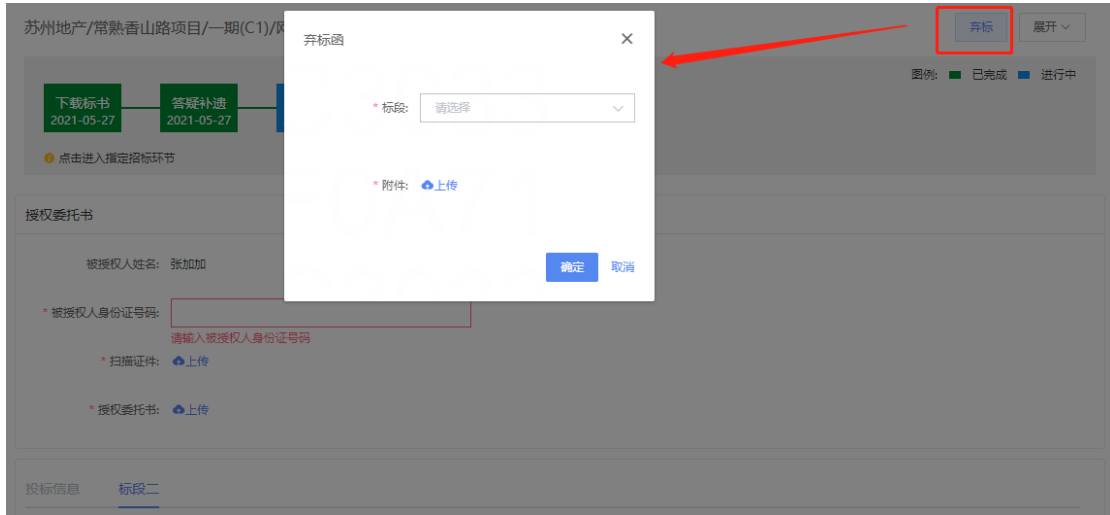 苏州地产/常熟香山路项目/一期(C1)/
弃标
展开
弃标函
图例: 已完成 进行中
下载标书
2021-05-27
答疑补遗
2021-05-27
* 标段: 请选择
点击进入指定招标环节
* 附件: 上传
授权委托书
确定 取消
被授权人姓名: 张加加
* 被授权人身份证号码:
请输入被授权人身份证号码
* 扫描证件: 上传
* 授权委托书: 上传
投标信息 标段二